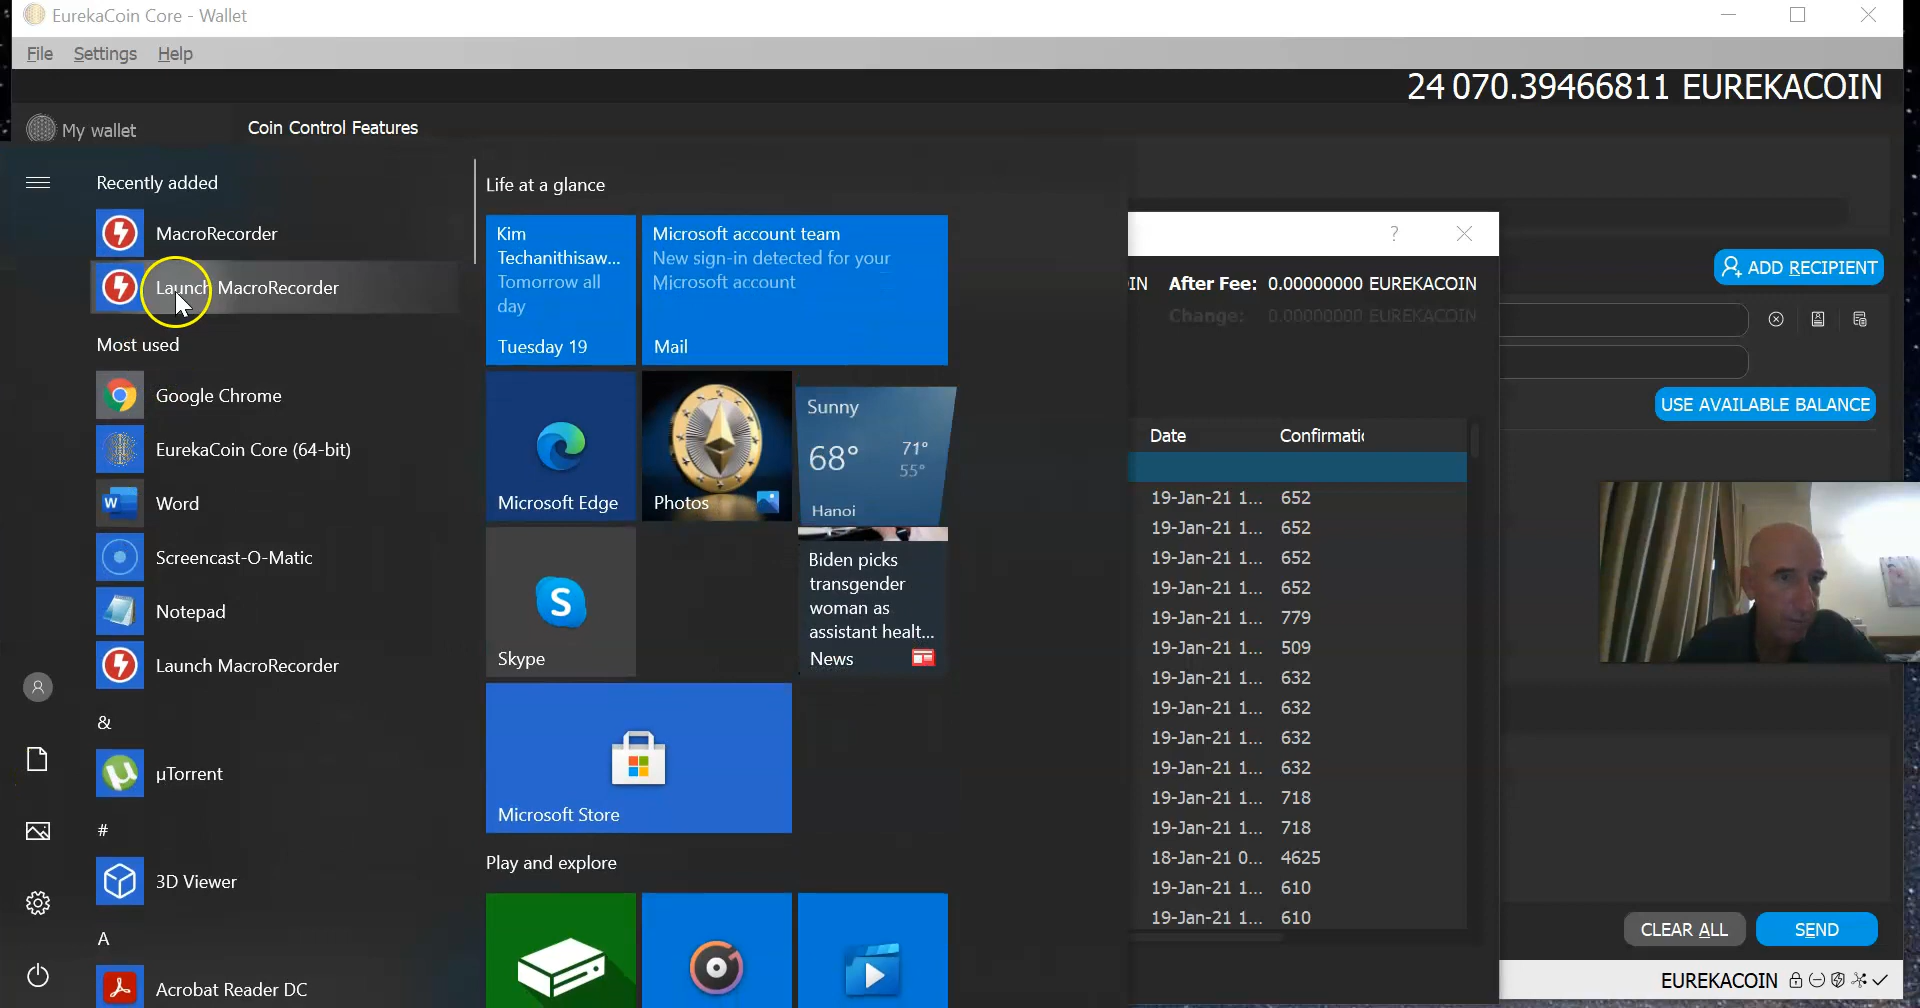 EurekaCoin Core - Wallet
File Settings Help
24 070.39466811 EUREKACOIN
My wallet
Coin Control Features
Recently added
MacroRecorder
Launch MacroRecorder
Most used
Google Chrome
EurekaCoin Core (64-bit)
Word
Screencast-O-Matic
Notepad
Launch MacroRecorder
&
µTorrent
#
3D Viewer
A
Acrobat Reader DC
Life at a glance
Kim
Techanithisaw...
Tomorrow all
day
Tuesday 19
Microsoft account team
New sign-in detected for your
Microsoft account
Mail
Microsoft Edge
Photos
Sunny
68° 71°
55°
Hanoi
Skype
Biden picks
transgender
woman as
assistant healt...
News
Microsoft Store
Play and explore
?
IN After Fee: 0.00000000 EUREKACOIN
Change: 0.00000000 EUREKACOIN
Date Confirmatic
19-Jan-21 1... 652
19-Jan-21 1... 652
19-Jan-21 1... 652
19-Jan-21 1... 652
19-Jan-21 1... 779
19-Jan-21 1... 509
19-Jan-21 1... 632
19-Jan-21 1... 632
19-Jan-21 1... 632
19-Jan-21 1... 632
19-Jan-21 1... 718
19-Jan-21 1... 718
18-Jan-21 0... 4625
19-Jan-21 1... 610
19-Jan-21 1... 610
ADD RECIPIENT
USE AVAILABLE BALANCE
CLEAR ALL SEND
EUREKACOIN